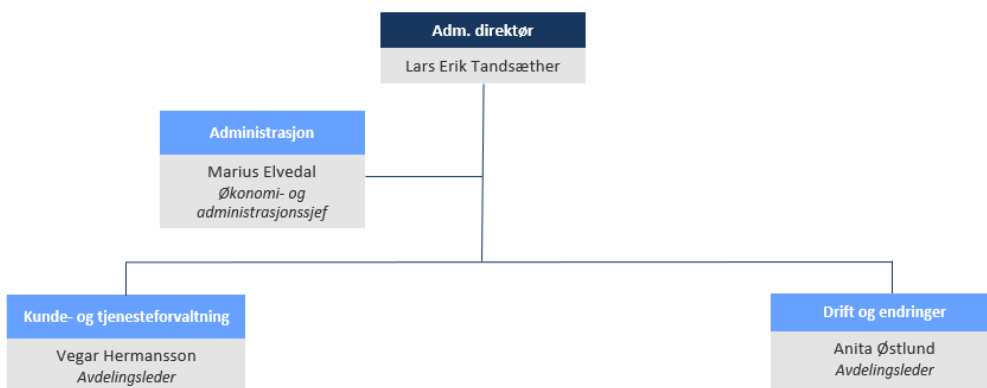 Adm. direktør
Lars Erik Tandsæther
Administrasjon
Marius Elvedal
Økonomi- og
administrasjonssjef
Kunde- og tjenesteforvaltning
Vegar Hermansson
Avdelingsleder
Drift og endringer
Anita Østlund
Avdelingsleder